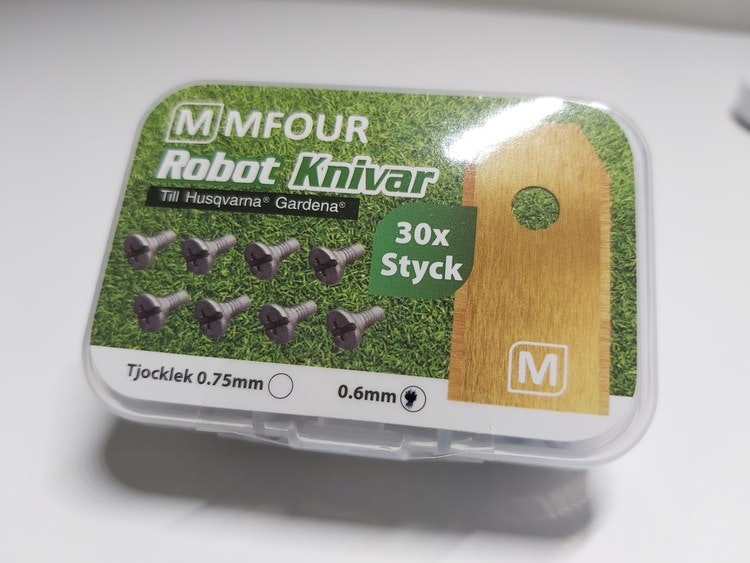 M MFOUR
Robot Knivar
Till Husqvarna® Gardena®
30x
Styck
M
Tjocklek 0.75mm
0.6mm